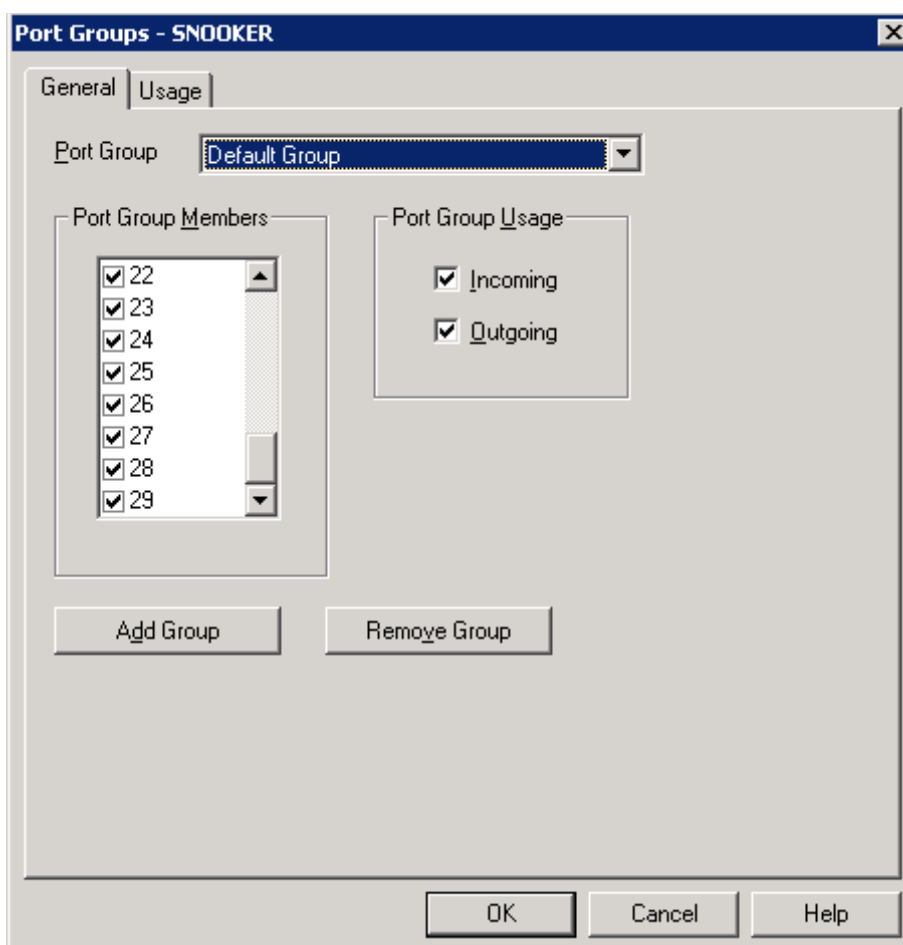 Port Groups - SNOOKER
General
Usage
Port Group
Default Group
Port Group Members
22
23
24
25
26
27
28
29
Port Group Usage
Incoming
Outgoing
Add Group
Remove Group
OK
Cancel
Help